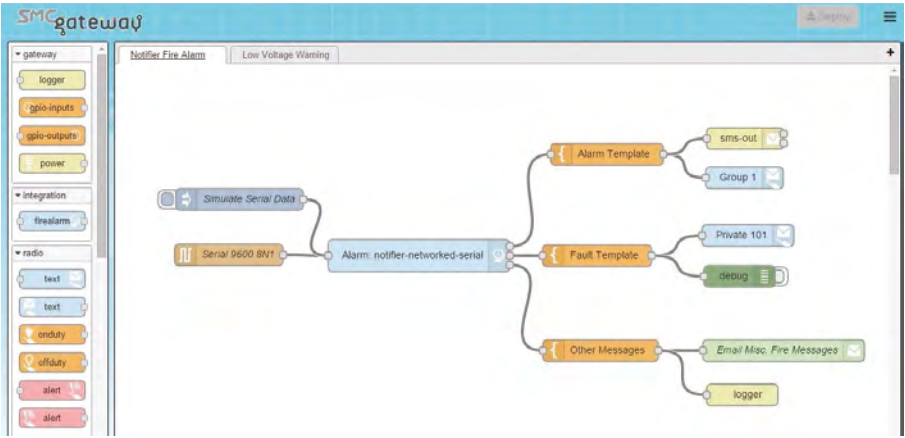 SMCgateway
Deploy
gateway
logger
gpio-inputs
gpio-outputs
power
integration
firealarm
radio
text
text
onduty
offduty
alert
alert
Notifier Fire Alarm
Low Voltage Warning
+
Simulate Serial Data
Serial 9600 8N1
Alarm: notifier-networked-serial
Alarm Template
sms-out
Group 1
Fault Template
Private 101
debug
Other Messages
Email Misc. Fire Messages
logger